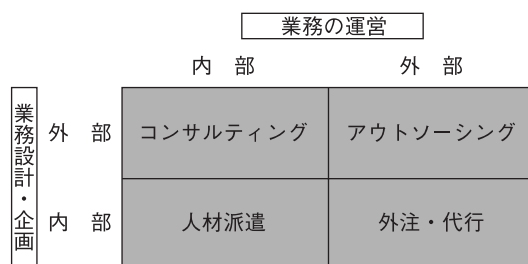 業務の運営
内部 外部
業務設計・企画
外部 コンサルティング アウトソーシング
内部 人材派遣 外注・代行